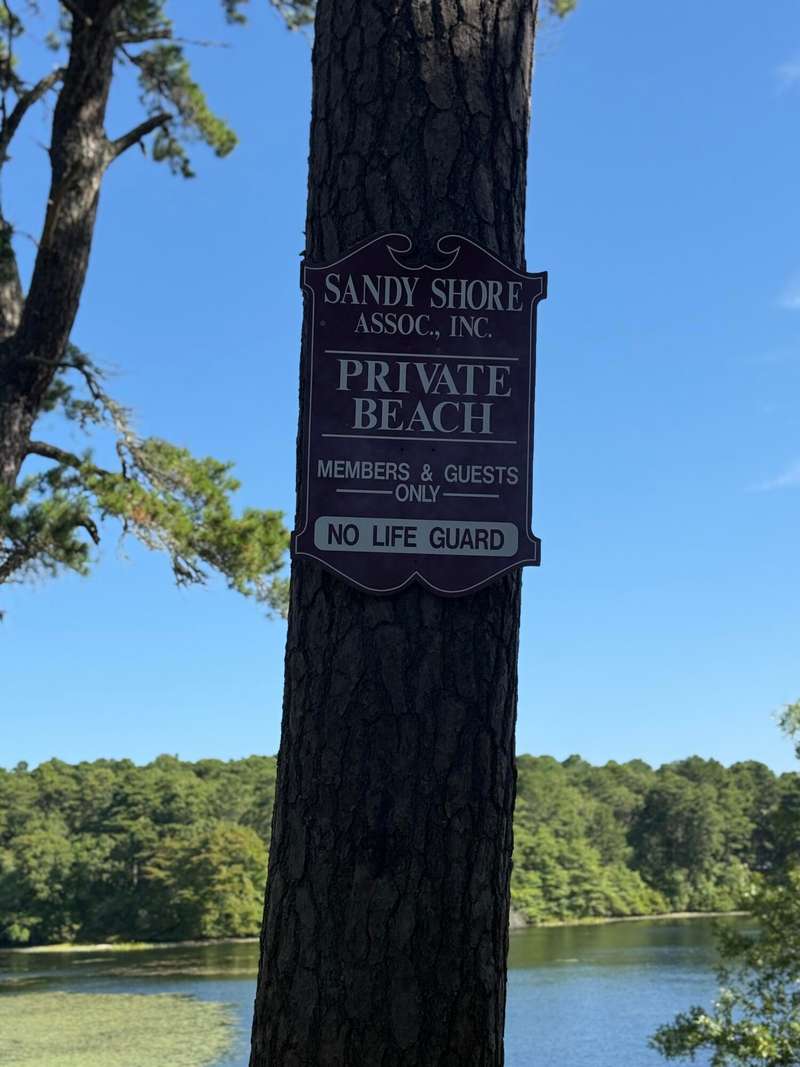 SANDY SHORE
ASSOC., INC.
PRIVATE
BEACH
MEMBERS & GUESTS
ONLY
NO LIFE GUARD